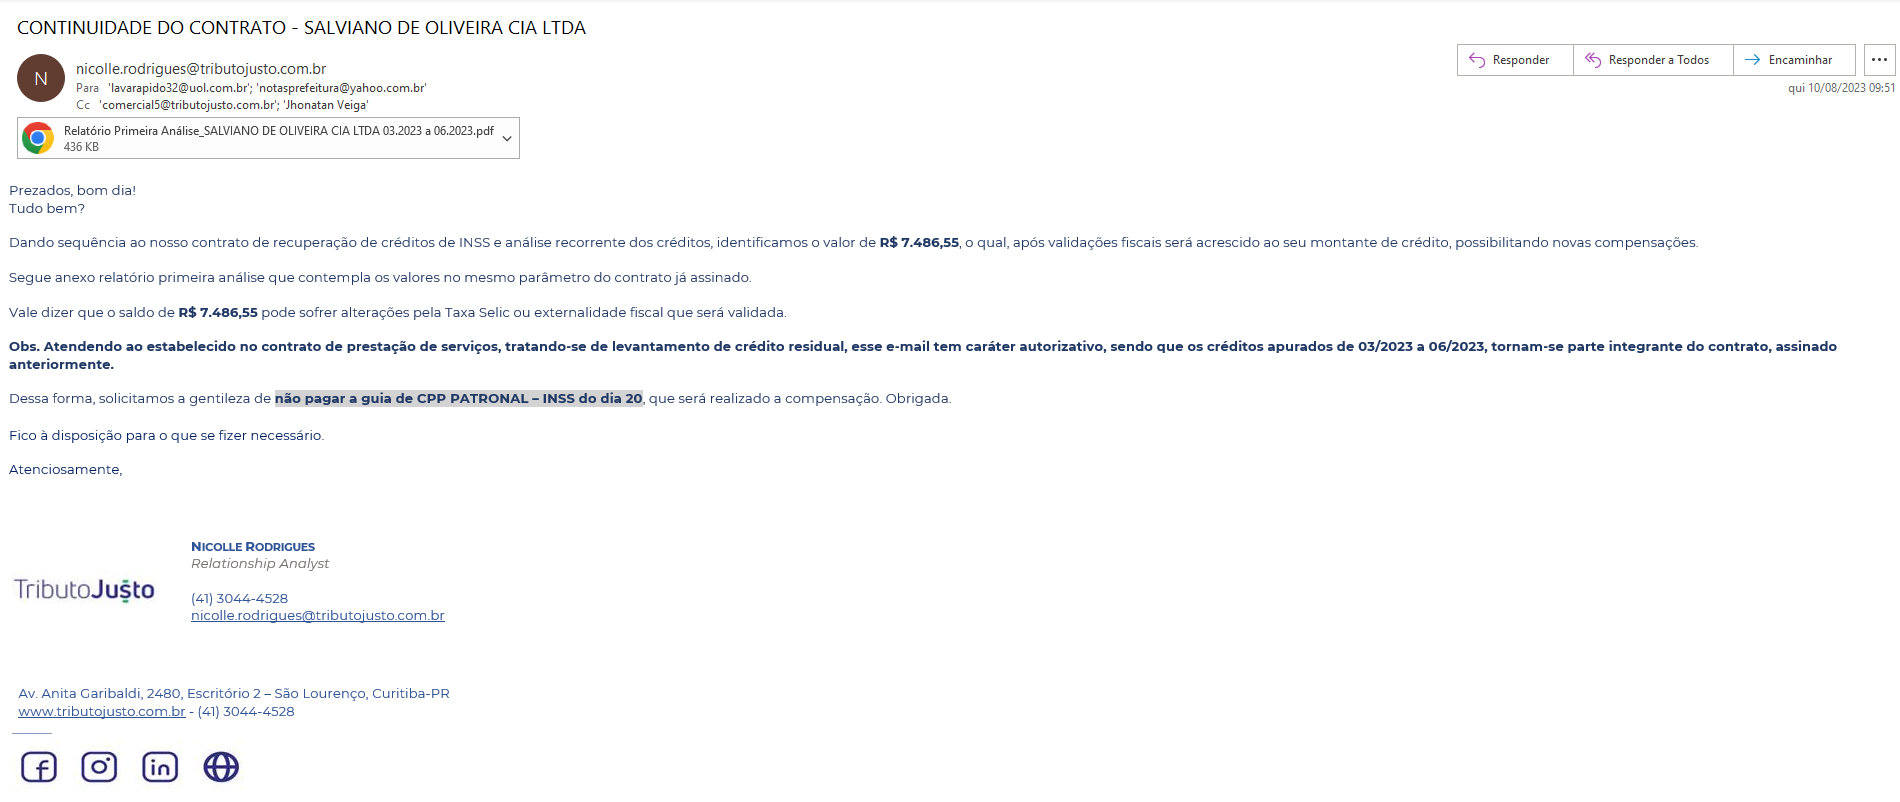 CONTINUIDADE DO CONTRATO - SALVIANO DE OLIVEIRA CIA LTDA
N
nicolle.rodrigues@tributojusto.com.br
Para 'lavarapido32@uol.com.br'; 'notasprefeitura@yahoo.com.br'
Cc 'comercial5@tributojusto.com.br'; 'Jhonatan Veiga'
Responder
Responder a Todos
Encaminhar
qui 10/08/2023 09:51
Relatório Primeira Análise_SALVIANO DE OLIVEIRA CIA LTDA 03.2023 a 06.2023.pdf
436 KB
Prezados, bom dia!
Tudo bem?
Dando sequência ao nosso contrato de recuperação de créditos de INSS e análise recorrente dos créditos, identificamos o valor de R$ 7.486,55, o qual, após validações fiscais será acrescido ao seu montante de crédito, possibilitando novas compensações.
Segue anexo relatório primeira análise que contempla os valores no mesmo parâmetro do contrato já assinado.
Vale dizer que o saldo de R$ 7.486,55 pode sofrer alterações pela Taxa Selic ou externalidade fiscal que será validada.
Obs. Atendendo ao estabelecido no contrato de prestação de serviços, tratando-se de levantamento de crédito residual, esse e-mail tem caráter autorizativo, sendo que os créditos apurados de 03/2023 a 06/2023, tornam-se parte integrante do contrato, assinado
anteriormente.
Dessa forma, solicitamos a gentileza de não pagar a guia de CPP PATRONAL – INSS do dia 20, que será realizado a compensação. Obrigada.
Fico à disposição para o que se fizer necessário.
Atenciosamente,
NICOLLE RODRIGUES
Relationship Analyst
TributoJusto
(41) 3044-4528
nicolle.rodrigues@tributojusto.com.br
Av. Anita Garibaldi, 2480, Escritório 2 – São Lourenço, Curitiba-PR
www.tributojusto.com.br - (41) 3044-4528